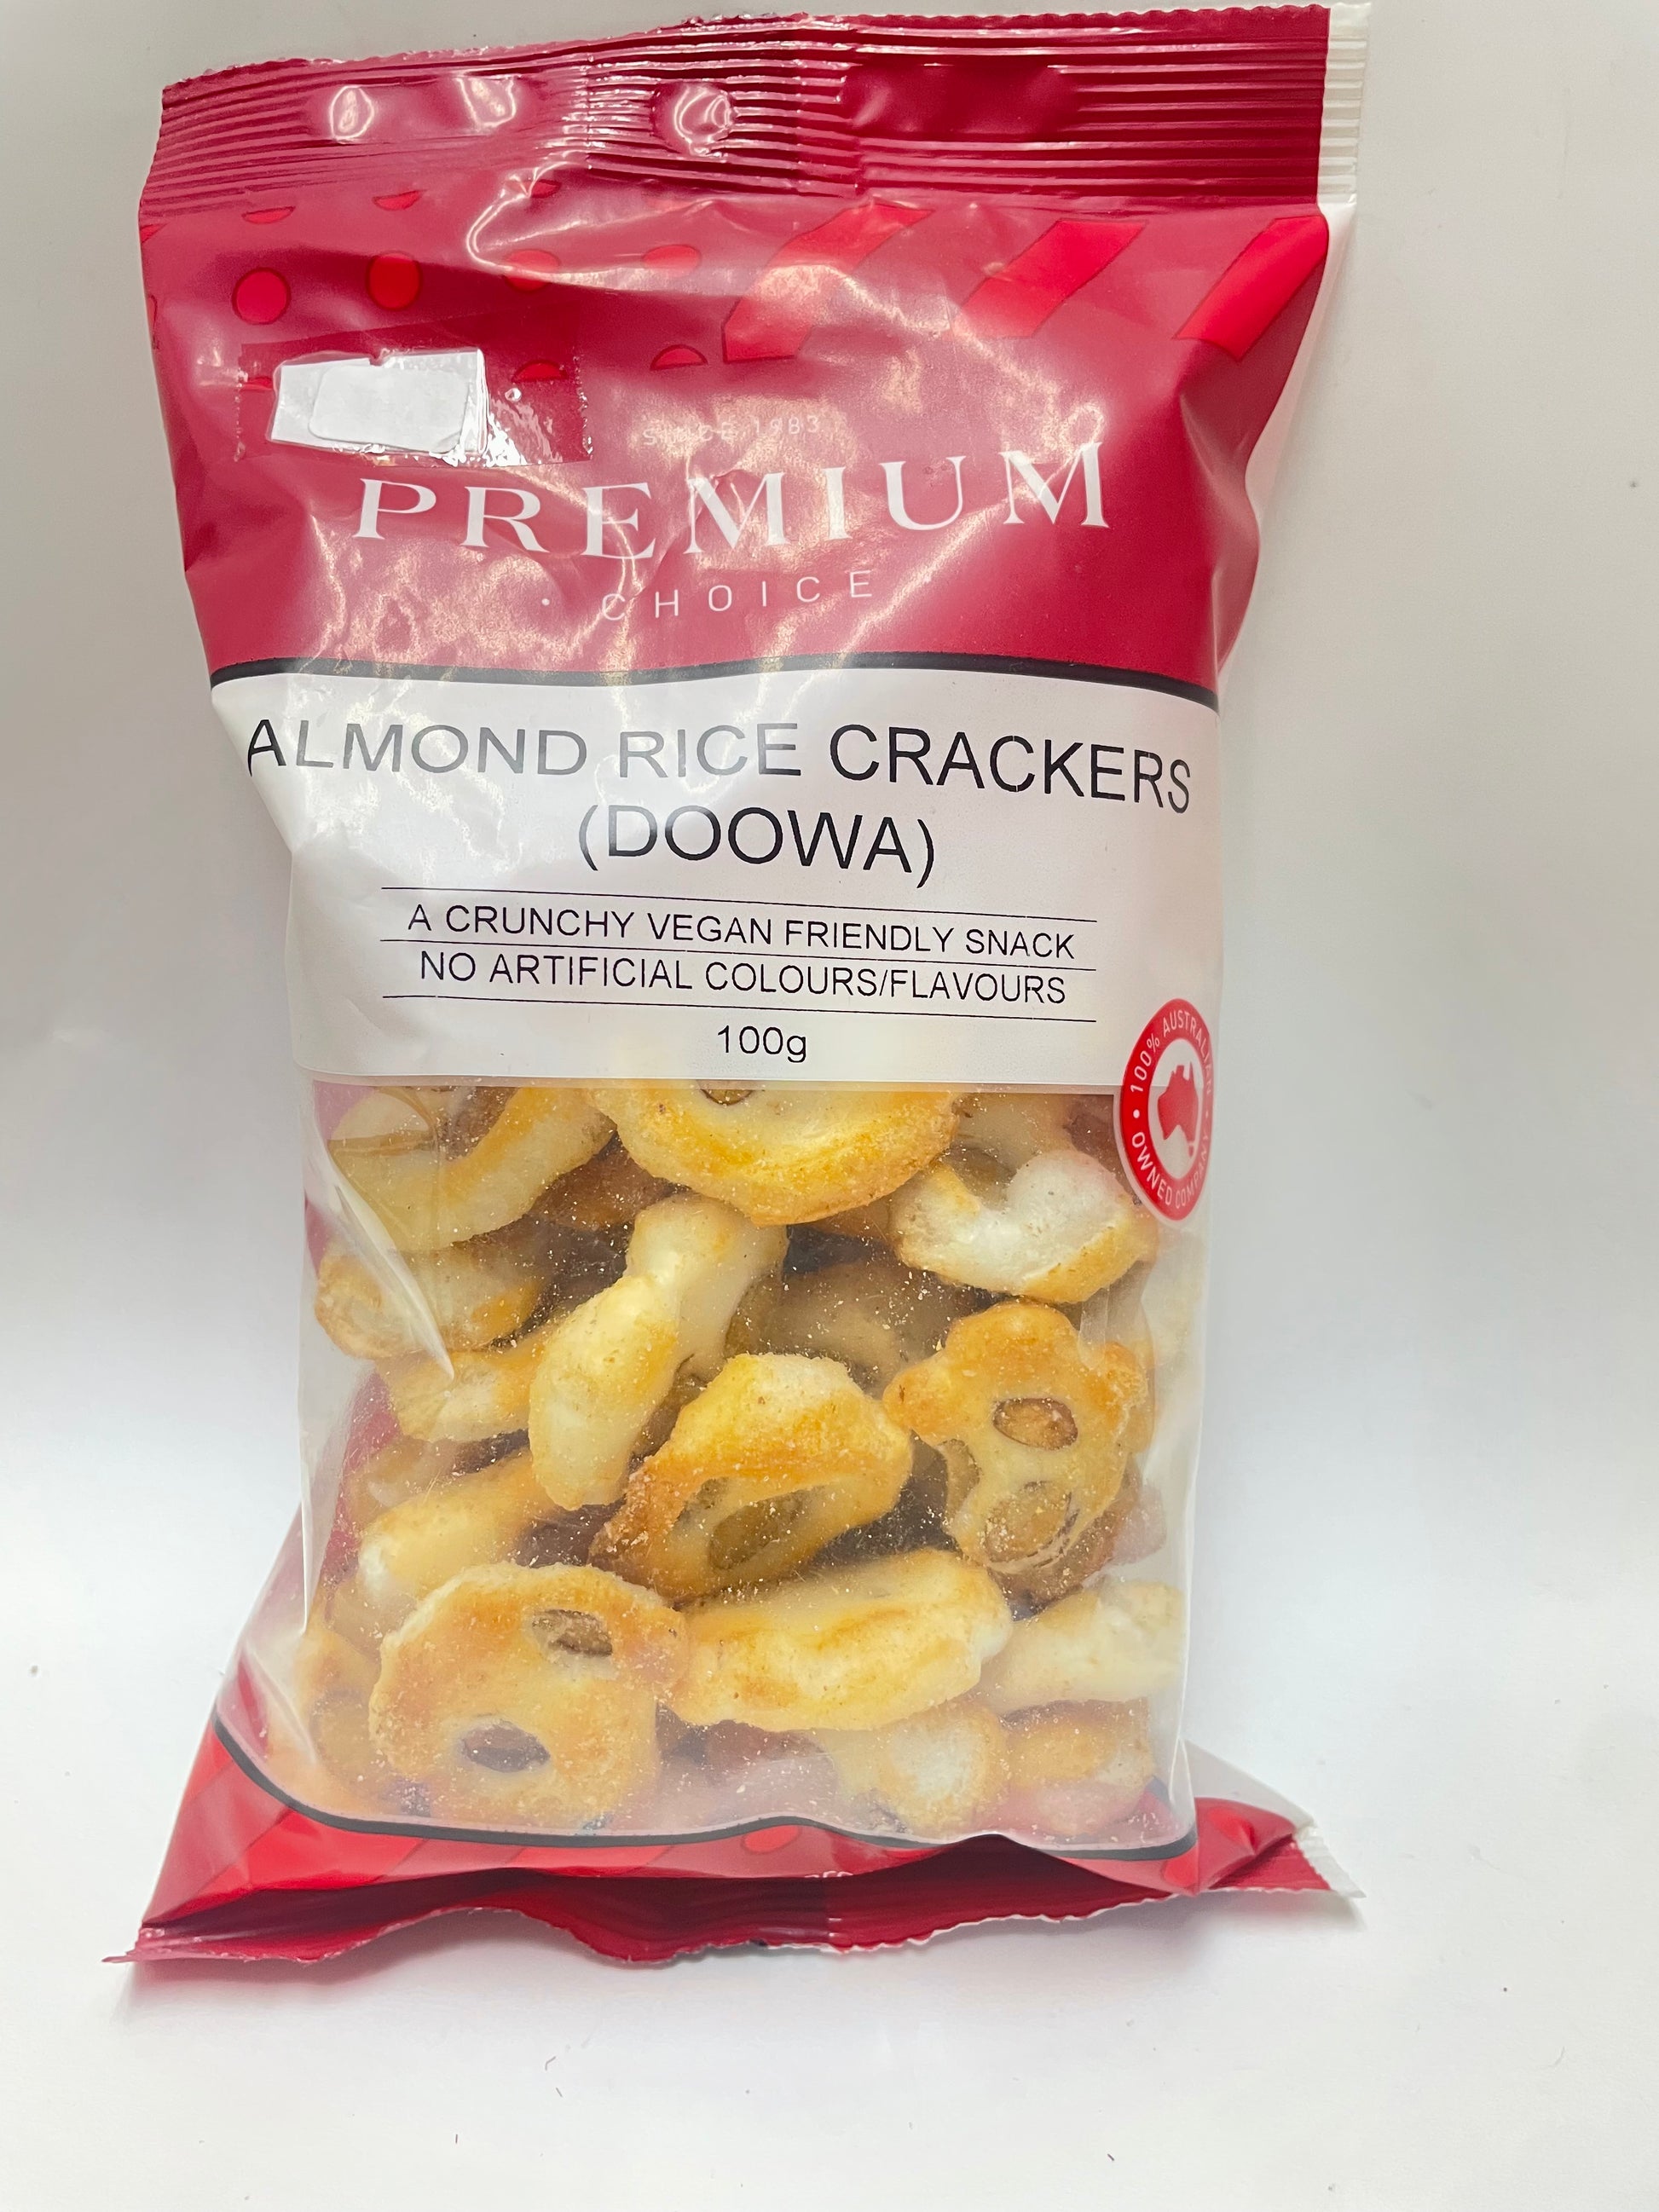 SINCE 1983
PREMIUM
· CHOICE
ALMOND RICE CRACKERS
(DOOWA)
A CRUNCHY VEGAN FRIENDLY SNACK
NO ARTIFICIAL COLOURS/FLAVOURS
100g
100% AUSTRALIAN
• OWNED COMPANY •